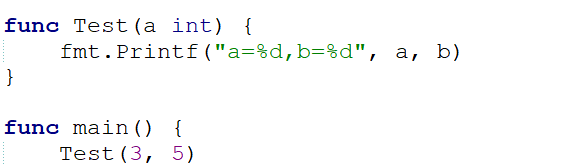 func Test(a int) {
    fmt.Printf("a=%d,b=%d", a, b)
}

func main() {
    Test(3, 5)